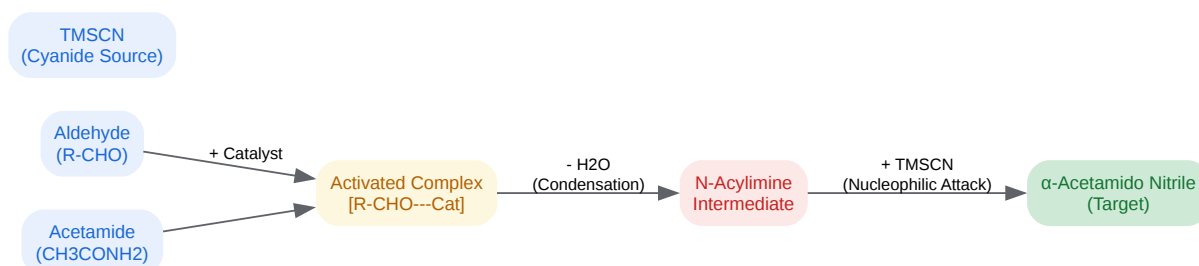 TMSCN
(Cyanide Source)
Aldehyde
(R-CHO)
+ Catalyst
Acetamide
(CH3CONH2)
Activated Complex
[R-CHO---Cat]
- H2O
(Condensation)
N-Acylimine
Intermediate
+ TMSCN
(Nucleophilic Attack)
α-Acetamido Nitrile
(Target)